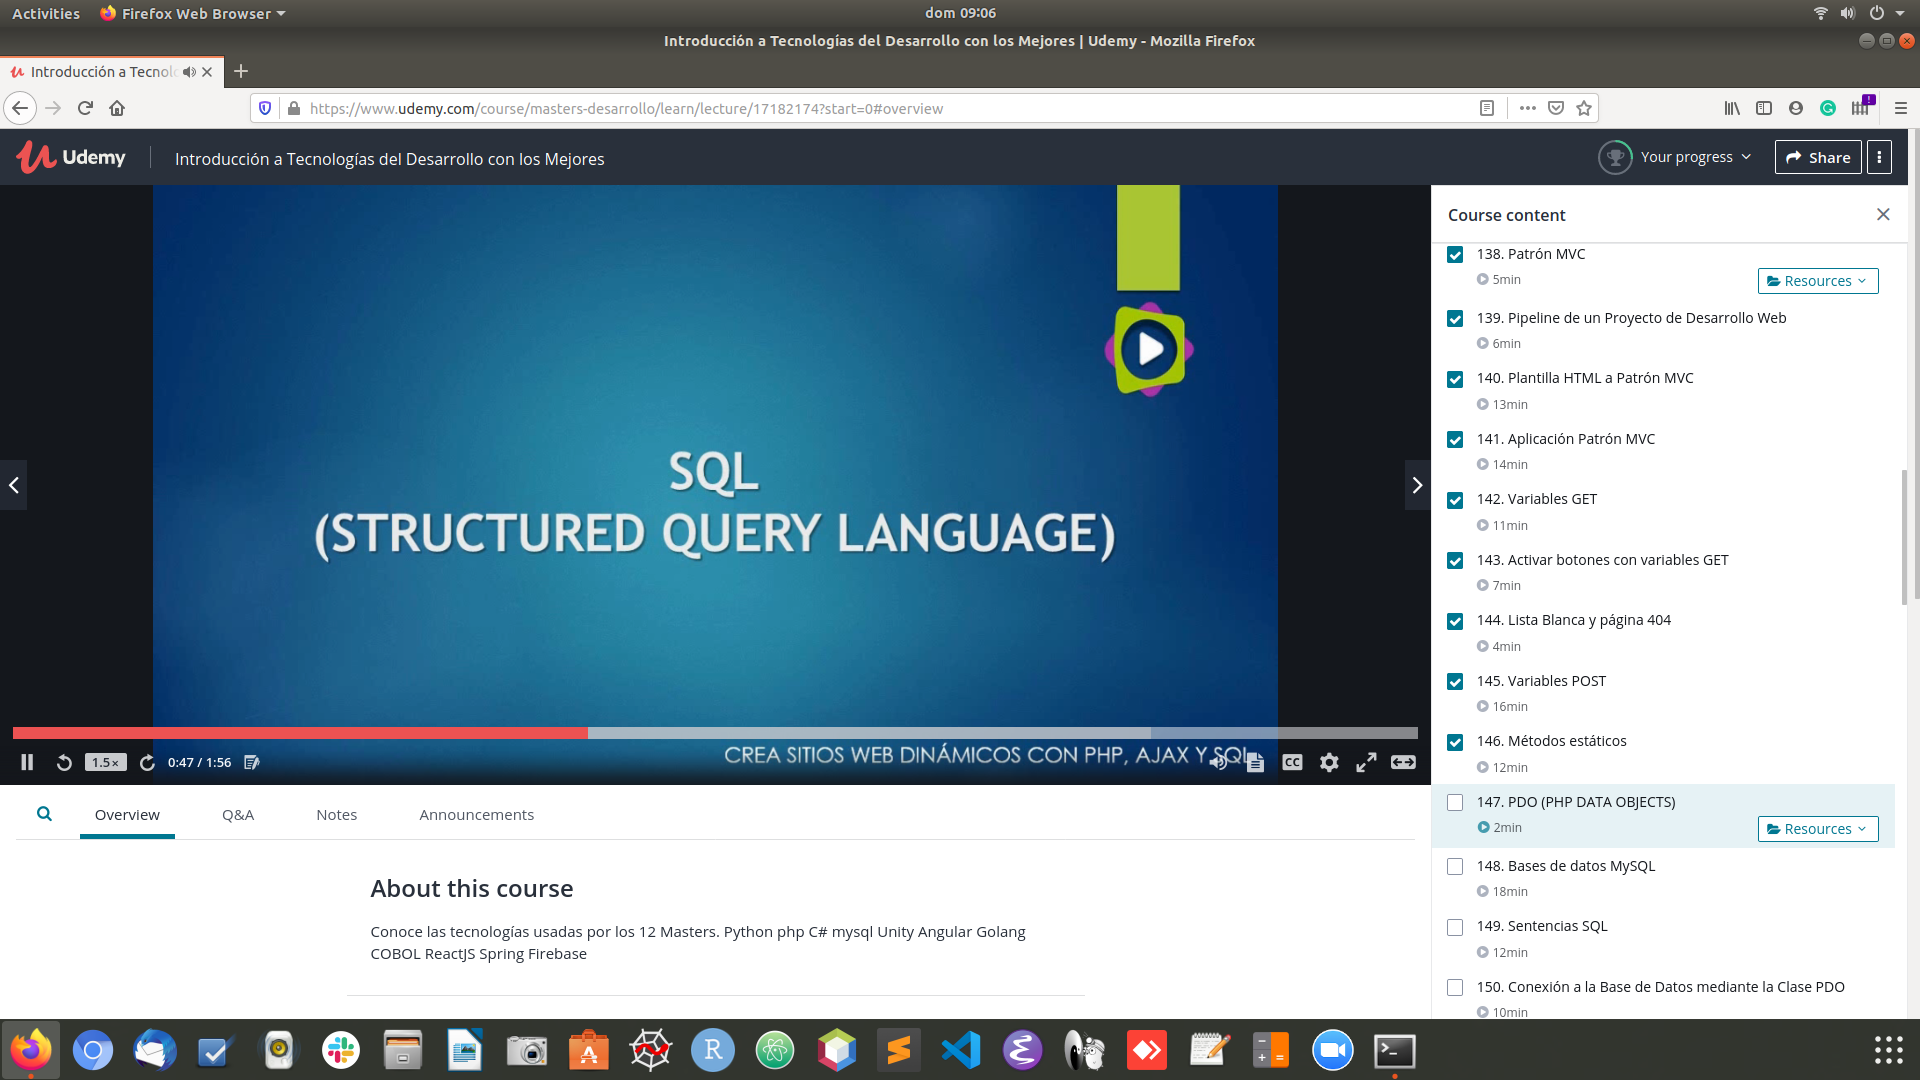 Activities
Firefox Web Browser
dom 09:06
Introducción a Tecnologías del Desarrollo con los Mejores | Udemy - Mozilla Firefox
Introducción a Tecnolo
https://www.udemy.com/course/masters-desarrollo/learn/lecture/17182174?start=0#overview
Udemy
Introducción a Tecnologías del Desarrollo con los Mejores
Your progress
Share
SQL
(STRUCTURED QUERY LANGUAGE)
CREA SITIOS WEB DINÁMICOS CON PHP, AJAX Y SQL
1.5×
0:47 / 1:56
CC
Course content
138. Patrón MVC
5min
Resources
139. Pipeline de un Proyecto de Desarrollo Web
6min
140. Plantilla HTML a Patrón MVC
13min
141. Aplicación Patrón MVC
14min
142. Variables GET
11min
143. Activar botones con variables GET
7min
144. Lista Blanca y página 404
4min
145. Variables POST
16min
146. Métodos estáticos
12min
147. PDO (PHP DATA OBJECTS)
2min
Resources
148. Bases de datos MySQL
18min
149. Sentencias SQL
12min
150. Conexión a la Base de Datos mediante la Clase PDO
10min
Overview
Q&A
Notes
Announcements
About this course
Conoce las tecnologías usadas por los 12 Masters. Python php C# mysql Unity Angular Golang
COBOL ReactJS Spring Firebase